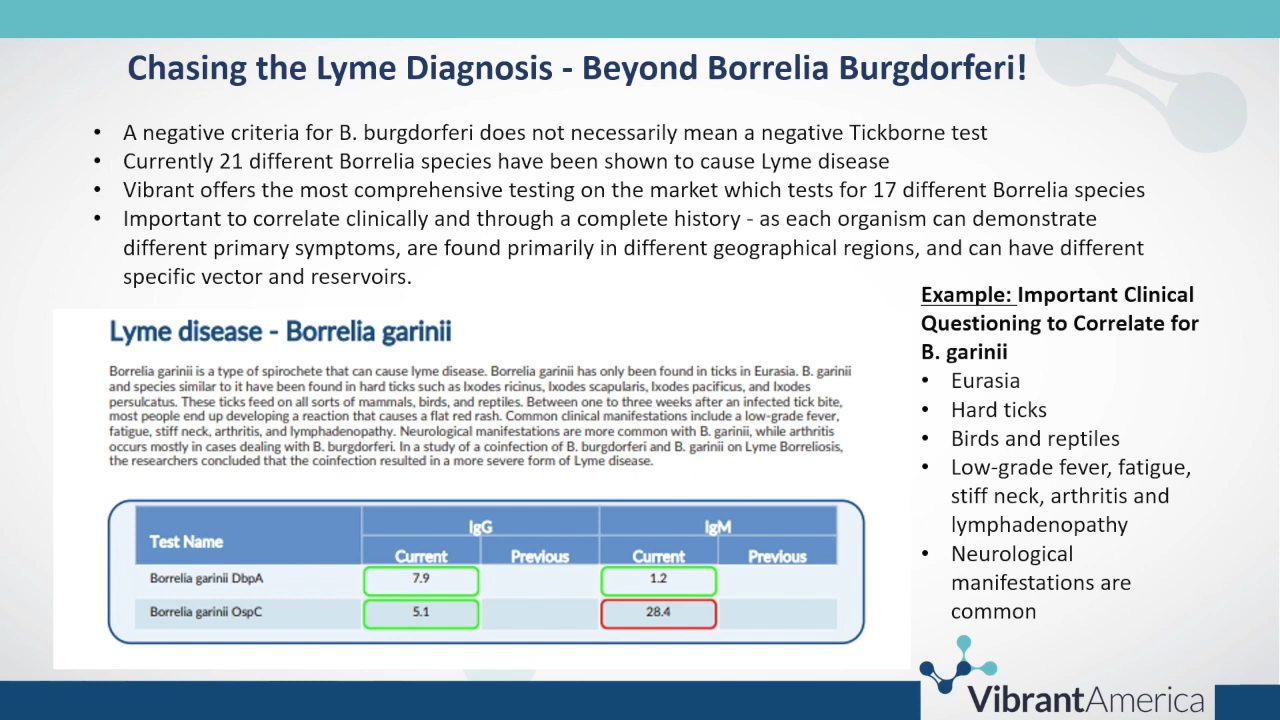 Chasing the Lyme Diagnosis - Beyond Borrelia Burgdorferi!
• A negative criteria for B. burgdorferi does not necessarily mean a negative Tickborne test
• Currently 21 different Borrelia species have been shown to cause Lyme disease
• Vibrant offers the most comprehensive testing on the market which tests for 17 different Borrelia species
• Important to correlate clinically and through a complete history - as each organism can demonstrate
different primary symptoms, are found primarily in different geographical regions, and can have different
specific vector and reservoirs.
Lyme disease - Borrelia garinii
Borrelia garinii is a type of spirochete that can cause lyme disease. Borrelia garinii has only been found in ticks in Eurasia. B. garinii
and species similar to it have been found in hard ticks such as Ixodes ricinus, Ixodes scapularis, Ixodes pacificus, and Ixodes
persulcatus. These ticks feed on all sorts of mammals, birds, and reptiles. Between one to three weeks after an infected tick bite,
most people end up developing a reaction that causes a flat red rash. Common clinical manifestations include a low-grade fever,
fatigue, stiff neck, arthritis, and lymphadenopathy. Neurological manifestations are more common with B. garinii, while arthritis
occurs mostly in cases dealing with B. burgdorferi. In a study of a coinfection of B. burgdorferi and B. garinii on Lyme Borreliosis,
the researchers concluded that the coinfection resulted in a more severe form of Lyme disease.
Test Name IgG IgM
Current Previous Current Previous
Borrelia garinii DbpA 7.9 1.2
Borrelia garinii OspC 5.1 28.4
Example: Important Clinical
Questioning to Correlate for
B. garinii
• Eurasia
• Hard ticks
• Birds and reptiles
• Low-grade fever, fatigue,
stiff neck, arthritis and
lymphadenopathy
• Neurological
manifestations are
common
VibrantAmerica